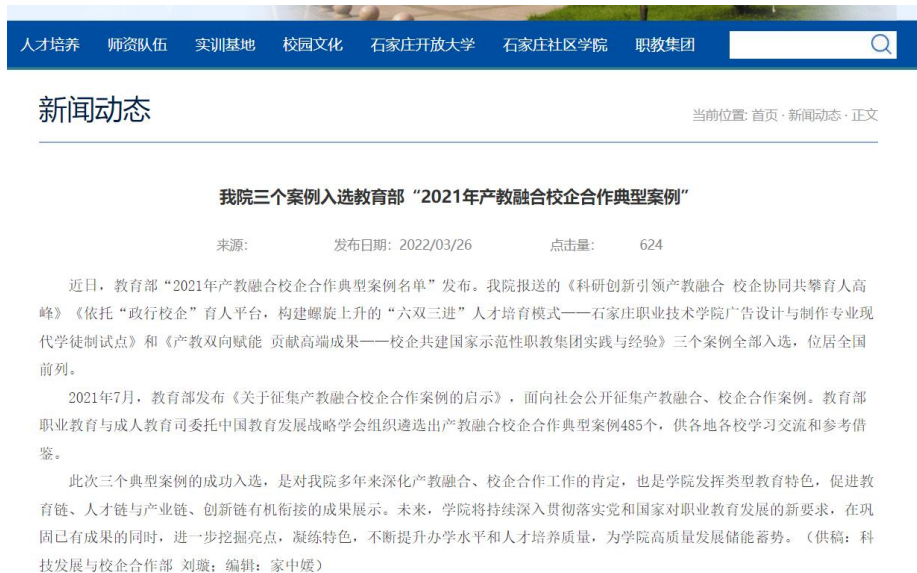 人才培养 师资队伍 实训基地 校园文化 石家庄开放大学 石家庄社区学院 职教集团
新闻动态
当前位置: 首页 · 新闻动态 · 正文
我院三个案例入选教育部“2021年产教融合校企合作典型案例”
来源: 发布日期: 2022/03/26 点击量: 624
近日，教育部“2021年产教融合校企合作典型案例名单”发布。我院报送的《科研创新引领产教融合 校企协同共攀育人高
峰》《依托“政行校企”育人平台，构建螺旋上升的“六双三进”人才培育模式——石家庄职业技术学院广告设计与制作专业现
代学徒制试点》和《产教双向赋能 贡献高端成果——校企共建国家示范性职教集团实践与经验》三个案例全部入选，位居全国
前列。
2021年7月，教育部发布《关于征集产教融合校企合作案例的启示》，面向社会公开征集产教融合、校企合作案例。教育部
职业教育与成人教育司委托中国教育发展战略学会组织遴选出产教融合校企合作典型案例485个，供各地各校学习交流和参考借
鉴。
此次三个典型案例的成功入选，是对我院多年来深化产教融合、校企合作工作的肯定，也是学院发挥类型教育特色，促进教
育链、人才链与产业链、创新链有机衔接的成果展示。未来，学院将持续深入贯彻落实党和国家对职业教育发展的新要求，在巩
固已有成果的同时，进一步挖掘亮点，凝练特色，不断提升办学水平和人才培养质量，为学院高质量发展储能蓄势。（供稿：科
技发展与校企合作部 刘璇；编辑：家中媛）